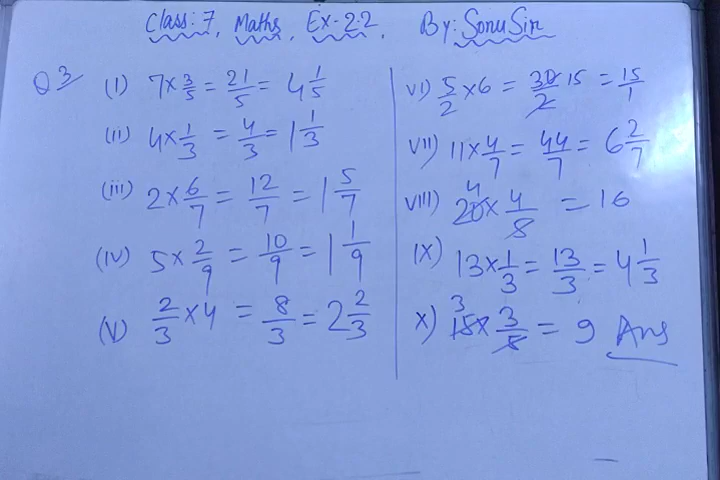 Class: 7, Maths, Ex-2.2, By: Sonu Sir
Q 3
(I) 7 × 3/5 = 21/5 = 4 1/5
(II) 4 × 1/3 = 4/3 = 1 1/3
(III) 2 × 6/7 = 12/7 = 1 5/7
(IV) 5 × 2/9 = 10/9 = 1 1/9
(V) 2/3 × 4 = 8/3 = 2 2/3
VI) 5/2 × 6 = 30/2 15 = 15/1
VII) 11 × 4/7 = 44/7 = 6 2/7
4
VIII) 20 × 4/5 = 16
IX) 13 × 1/3 = 13/3 = 4 1/3
3
X) 15 × 3/5 = 9 Ans